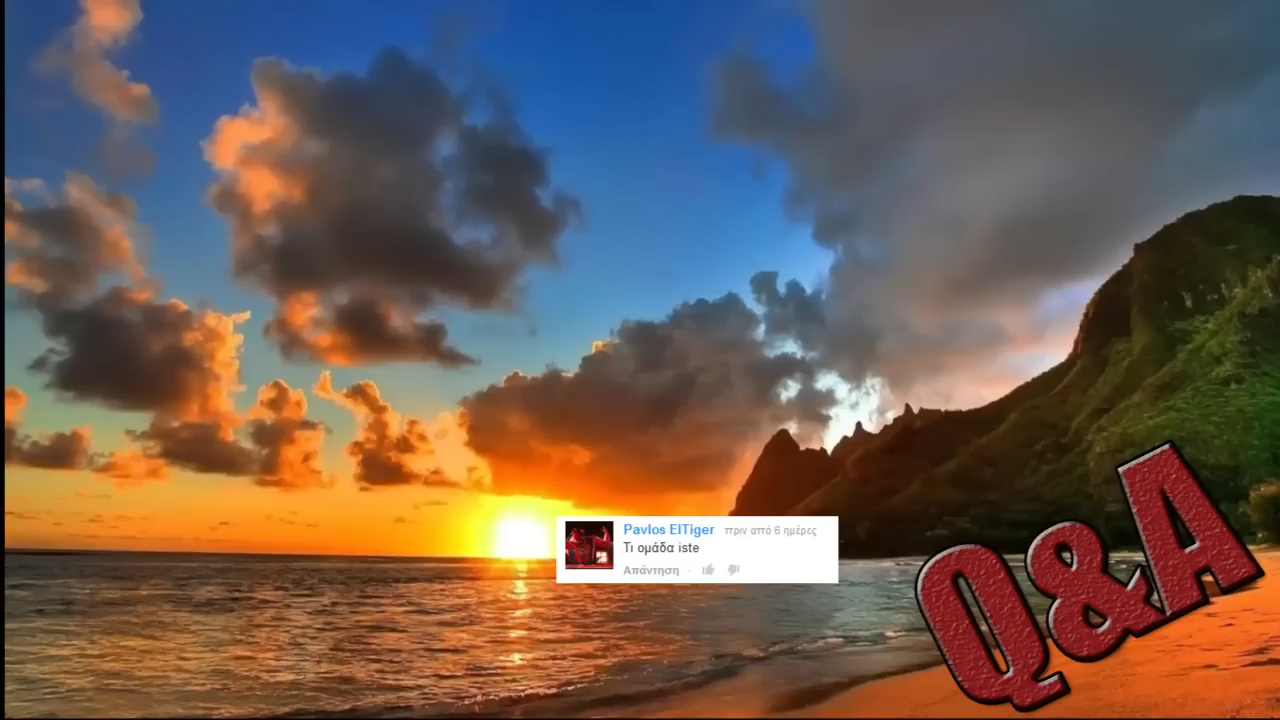 Pavlos ElTiger πριν από 6 ημέρες
Τι ομάδα iste
Απάντηση ·
Q&A